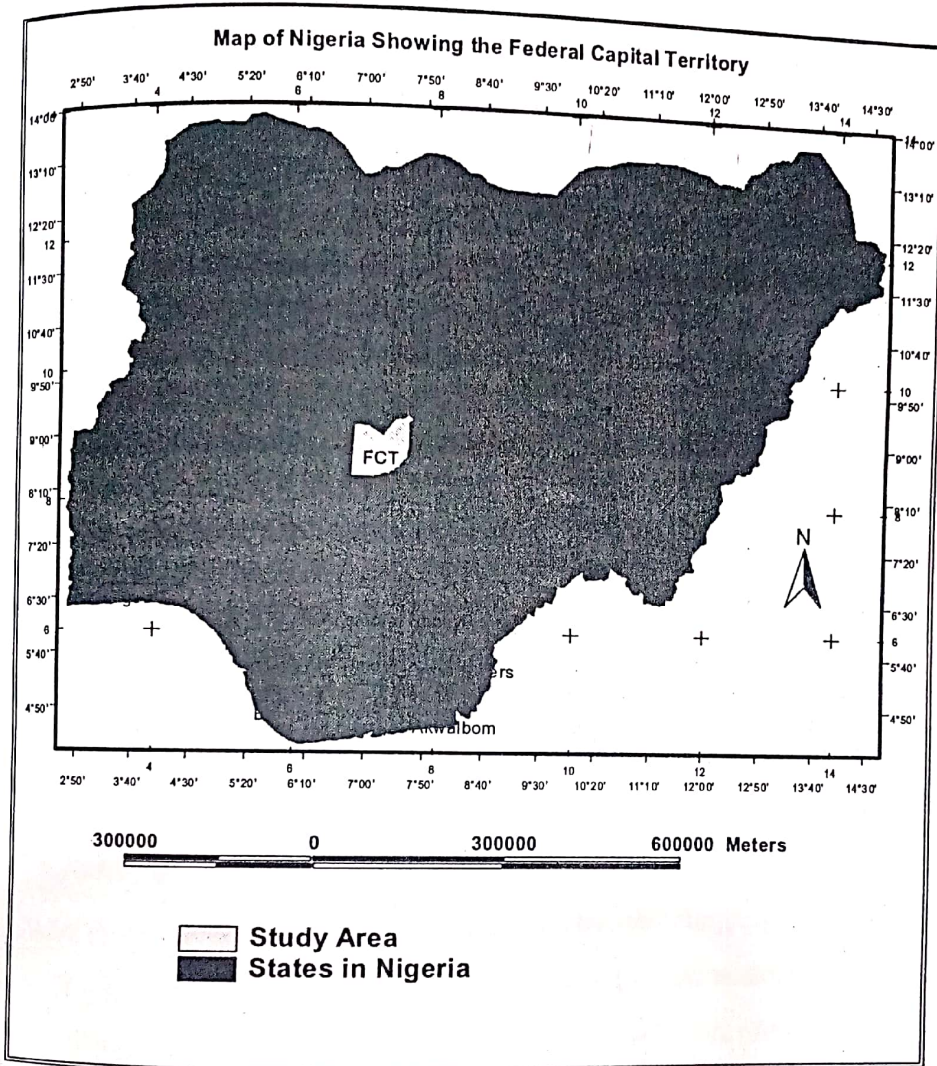 Map of Nigeria Showing the Federal Capital Territory
2°50' 3°40' 4°30' 5°20' 6°10' 7°00' 7°50' 8°40' 9°30' 10°20' 11°10' 12°00' 12°50' 13°40' 14°30'
4 6 8 10 12 14
14°00' 14°00'
13°10' 13°10'
12°20' 12°20'
12 12
11°30' 11°30'
10°40' 10°40'
10 10
9°50' 9°50'
9°00' 9°00'
FCT
8°10' 8°10'
8 8
N
7°20' 7°20'
6°30' 6°30'
6 6
5°40' 5°40'
ers
4°50' 4°50'
Akwaibom
4 6 8 10 12 14
2°50' 3°40' 4°30' 5°20' 6°10' 7°00' 7°50' 8°40' 9°30' 10°20' 11°10' 12°00' 12°50' 13°40' 14°30'
300000 0 300000 600000 Meters
Study Area
States in Nigeria